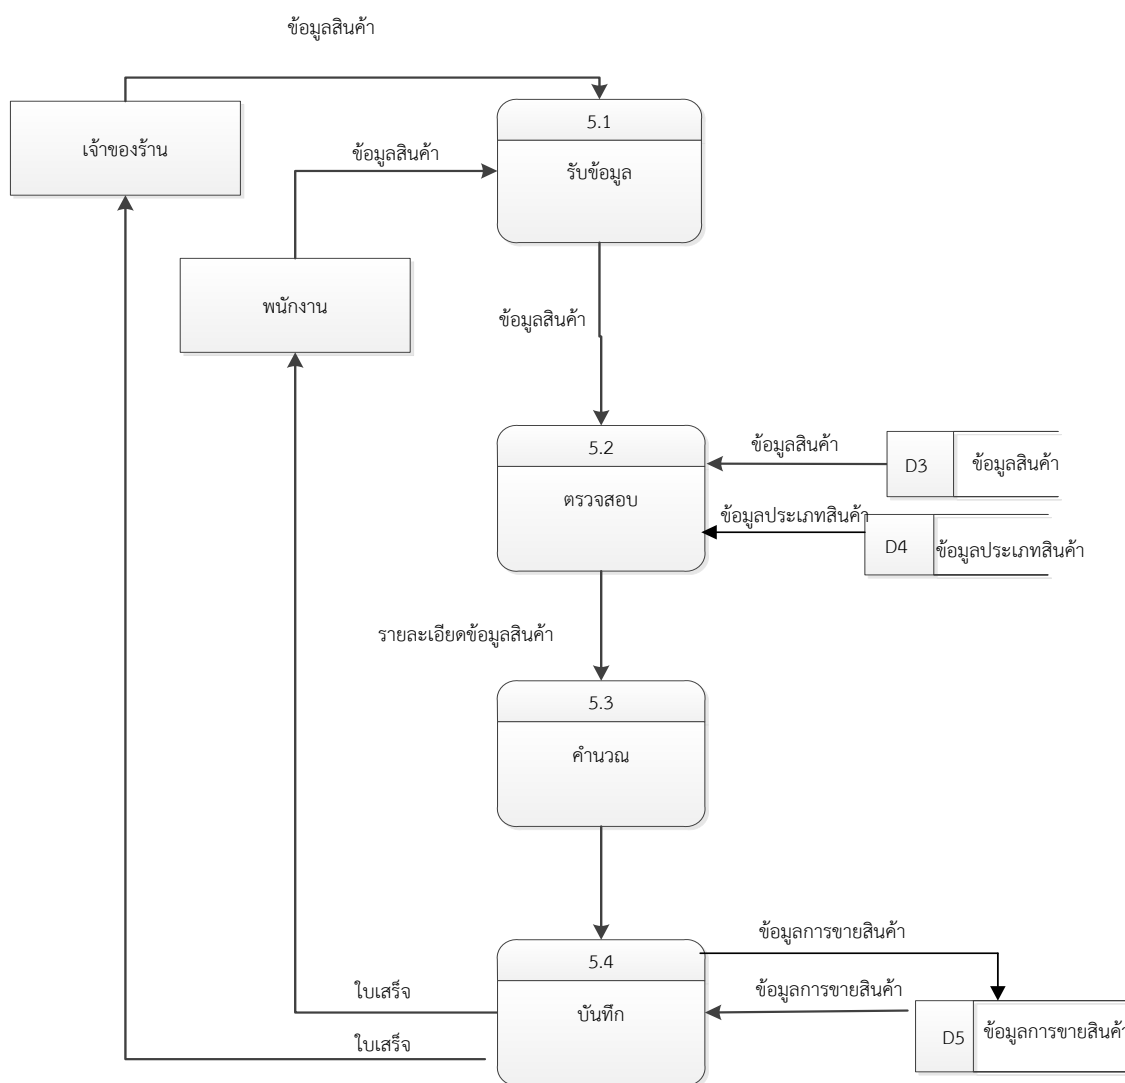 ข้อมูลสินค้า
เจ้าของร้าน
5.1
รับข้อมูล
ข้อมูลสินค้า
พนักงาน
ข้อมูลสินค้า
5.2
ตรวจสอบ
ข้อมูลสินค้า
D3
ข้อมูลสินค้า
ข้อมูลประเภทสินค้า
D4
ข้อมูลประเภทสินค้า
รายละเอียดข้อมูลสินค้า
5.3
คำนวณ
ข้อมูลการขายสินค้า
5.4
บันทึก
ข้อมูลการขายสินค้า
ใบเสร็จ
ใบเสร็จ
D5
ข้อมูลการขายสินค้า